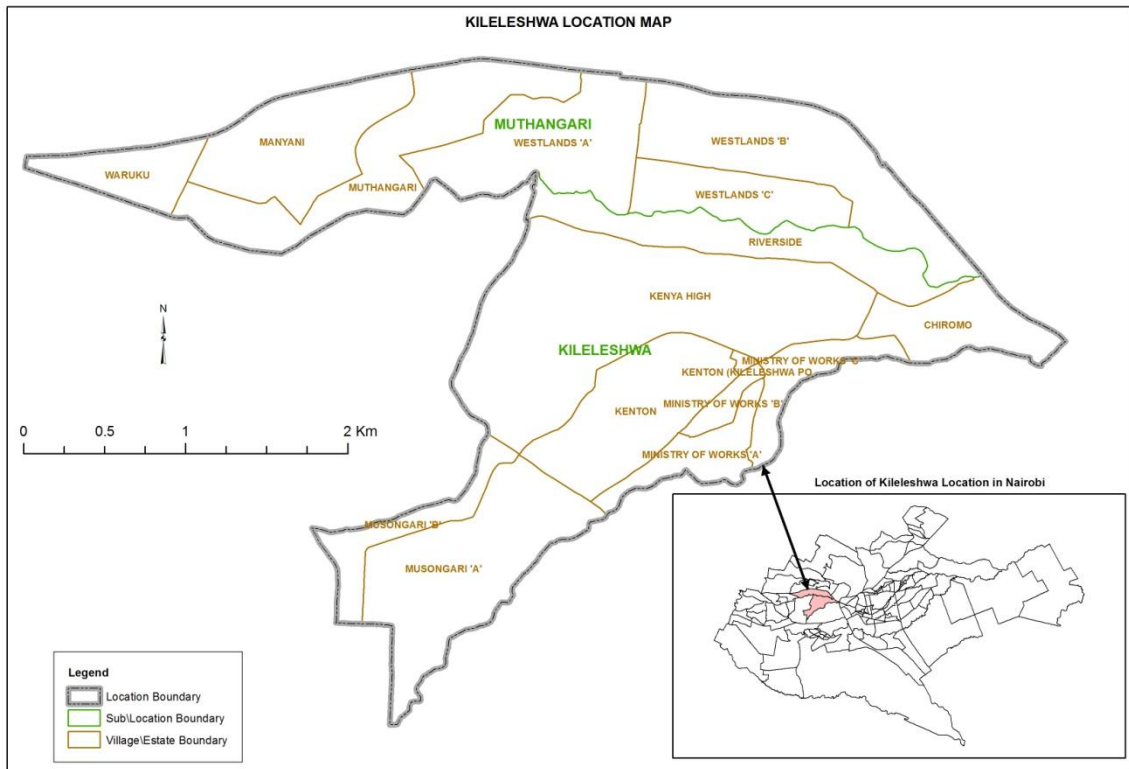 KILELESHWA LOCATION MAP
MUTHANGARI
MANYANI
WESTLANDS 'A'
WESTLANDS 'B'
WARUKU
MUTHANGARI
WESTLANDS 'C'
RIVERSIDE
KENYA HIGH
CHIROMO
N
KILELESHWA
MINISTRY OF WORKS 'C'
KENTON (KILELESHWA PO
MINISTRY OF WORKS 'B'
KENTON
0 0.5 1 2 Km
MINISTRY OF WORKS 'A'
Location of Kileleshwa Location in Nairobi
MUSONGARI 'B'
MUSONGARI 'A'
Legend
Location Boundary
Sub\Location Boundary
Village\Estate Boundary